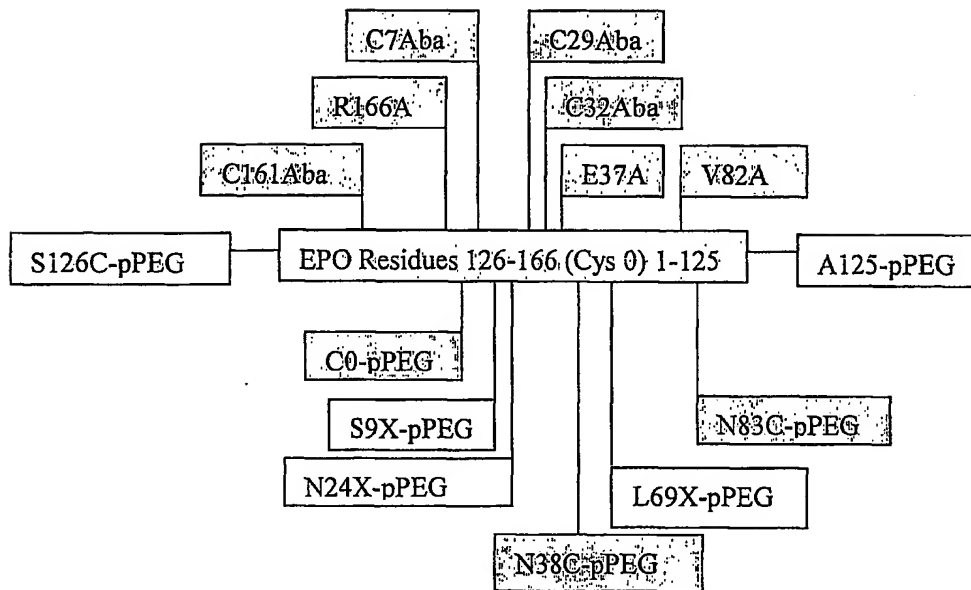 C7Aba
C29Aba
R166A
C32Aba
C161Aba
E37A
V82A
S126C-pPEG
EPO Residues 126-166 (Cys 0) 1-125
A125-pPEG
C0-pPEG
S9X-pPEG
N83C-pPEG
N24X-pPEG
L69X-pPEG
N38C-pPEG